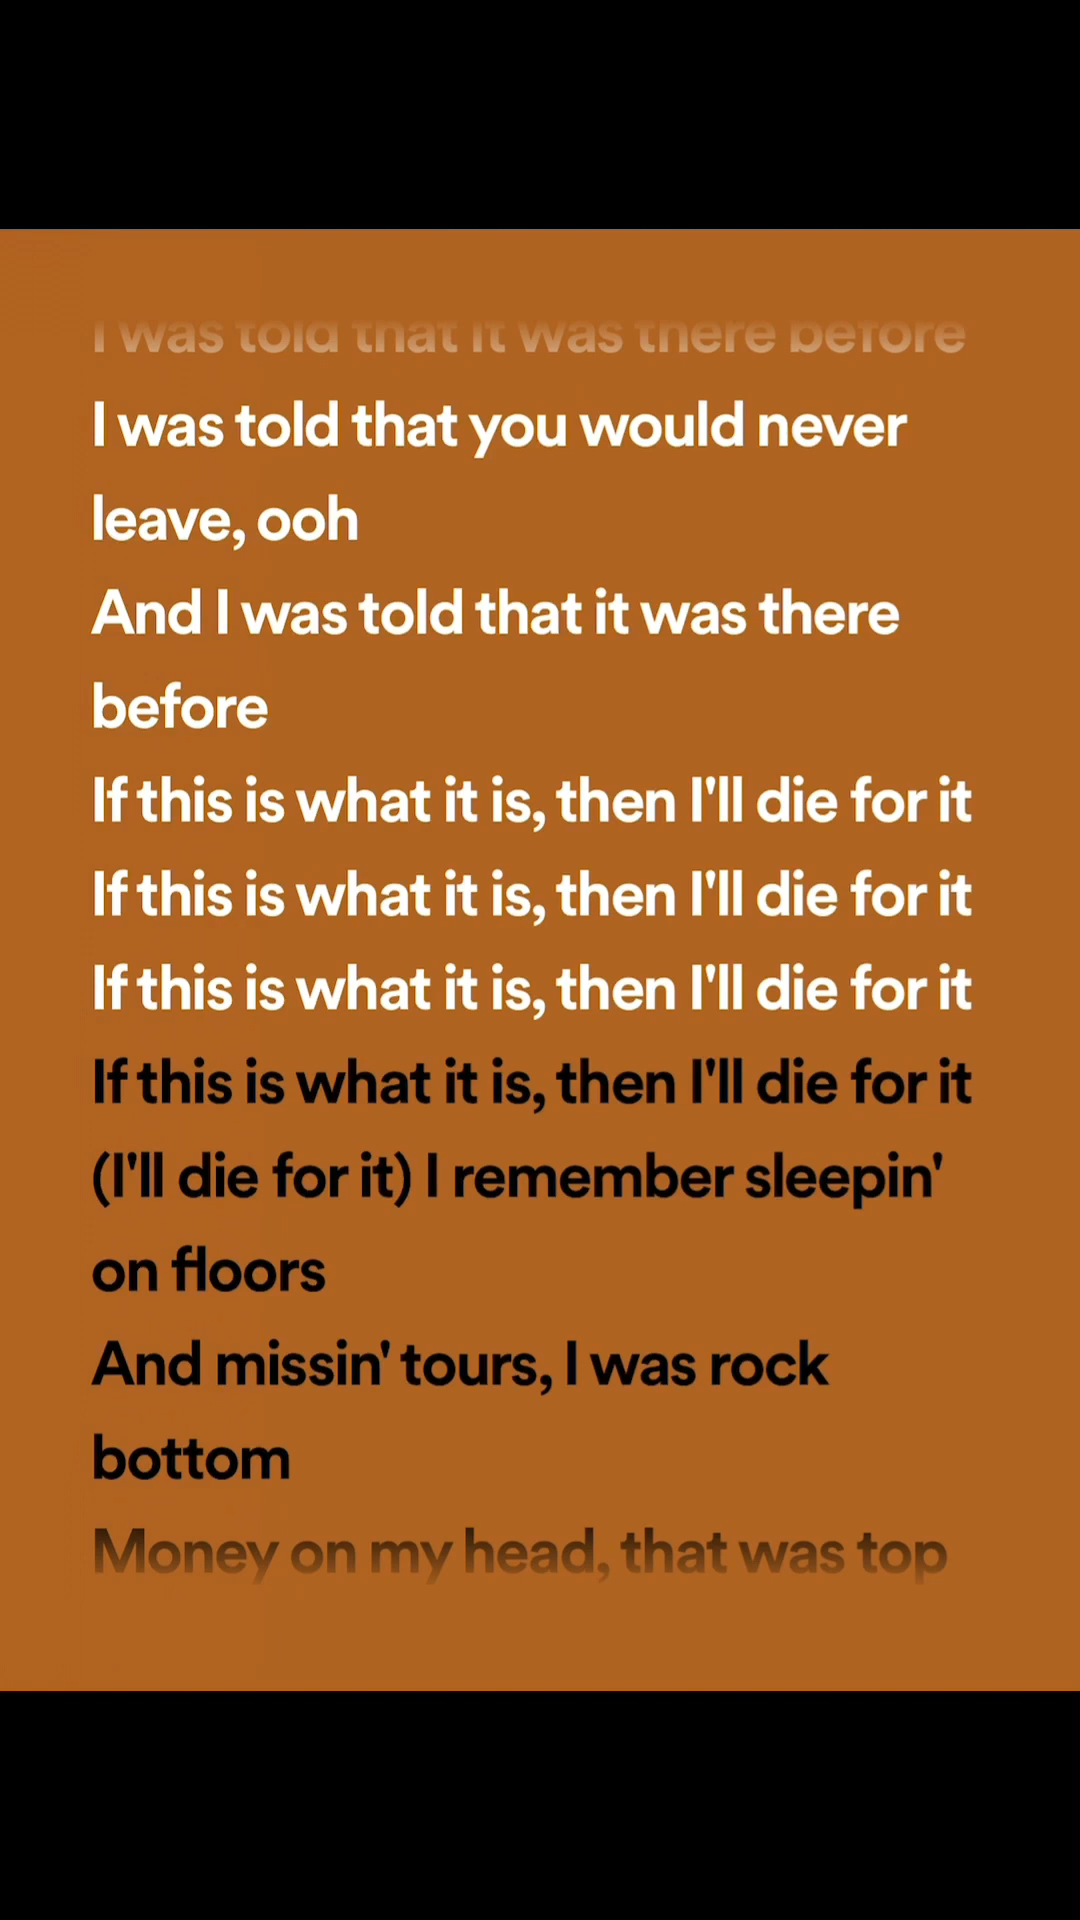 I was told that it was there before
I was told that you would never
leave, ooh
And I was told that it was there
before
If this is what it is, then I'll die for it
If this is what it is, then I'll die for it
If this is what it is, then I'll die for it
If this is what it is, then I'll die for it
(I'll die for it) I remember sleepin'
on floors
And missin' tours, I was rock
bottom
Money on my head, that was top